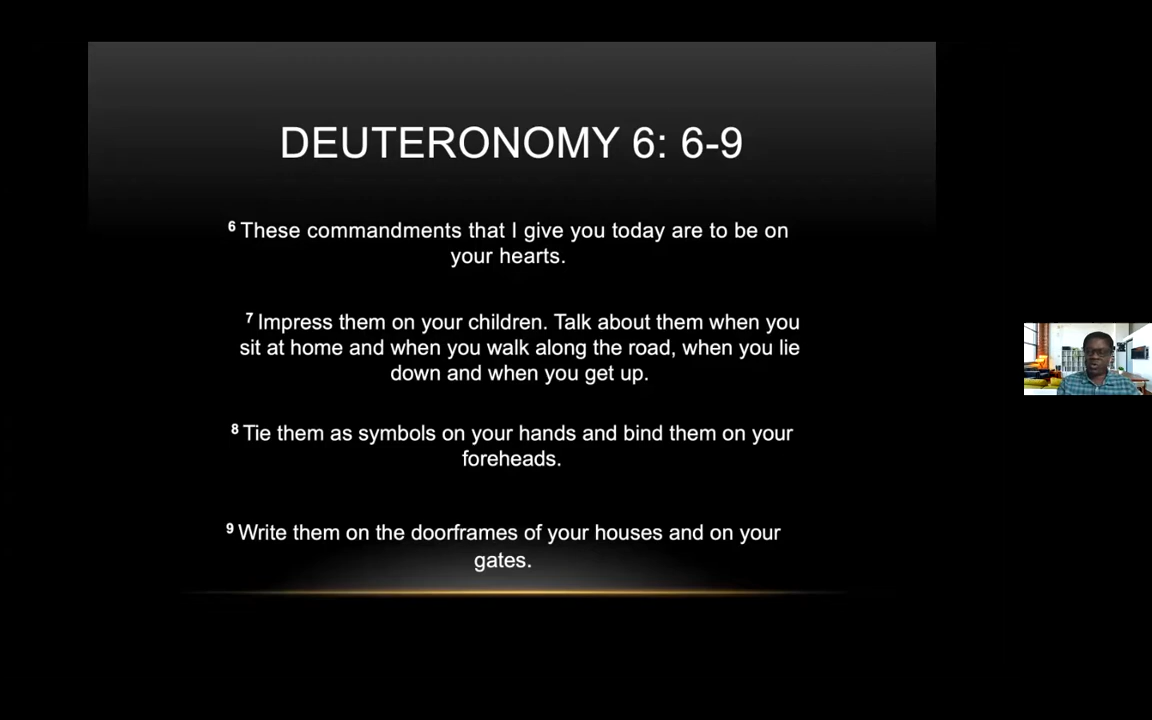 DEUTERONOMY 6: 6-9
6 These commandments that I give you today are to be on
your hearts.
7 Impress them on your children. Talk about them when you
sit at home and when you walk along the road, when you lie
down and when you get up.
8 Tie them as symbols on your hands and bind them on your
foreheads.
9 Write them on the doorframes of your houses and on your
gates.